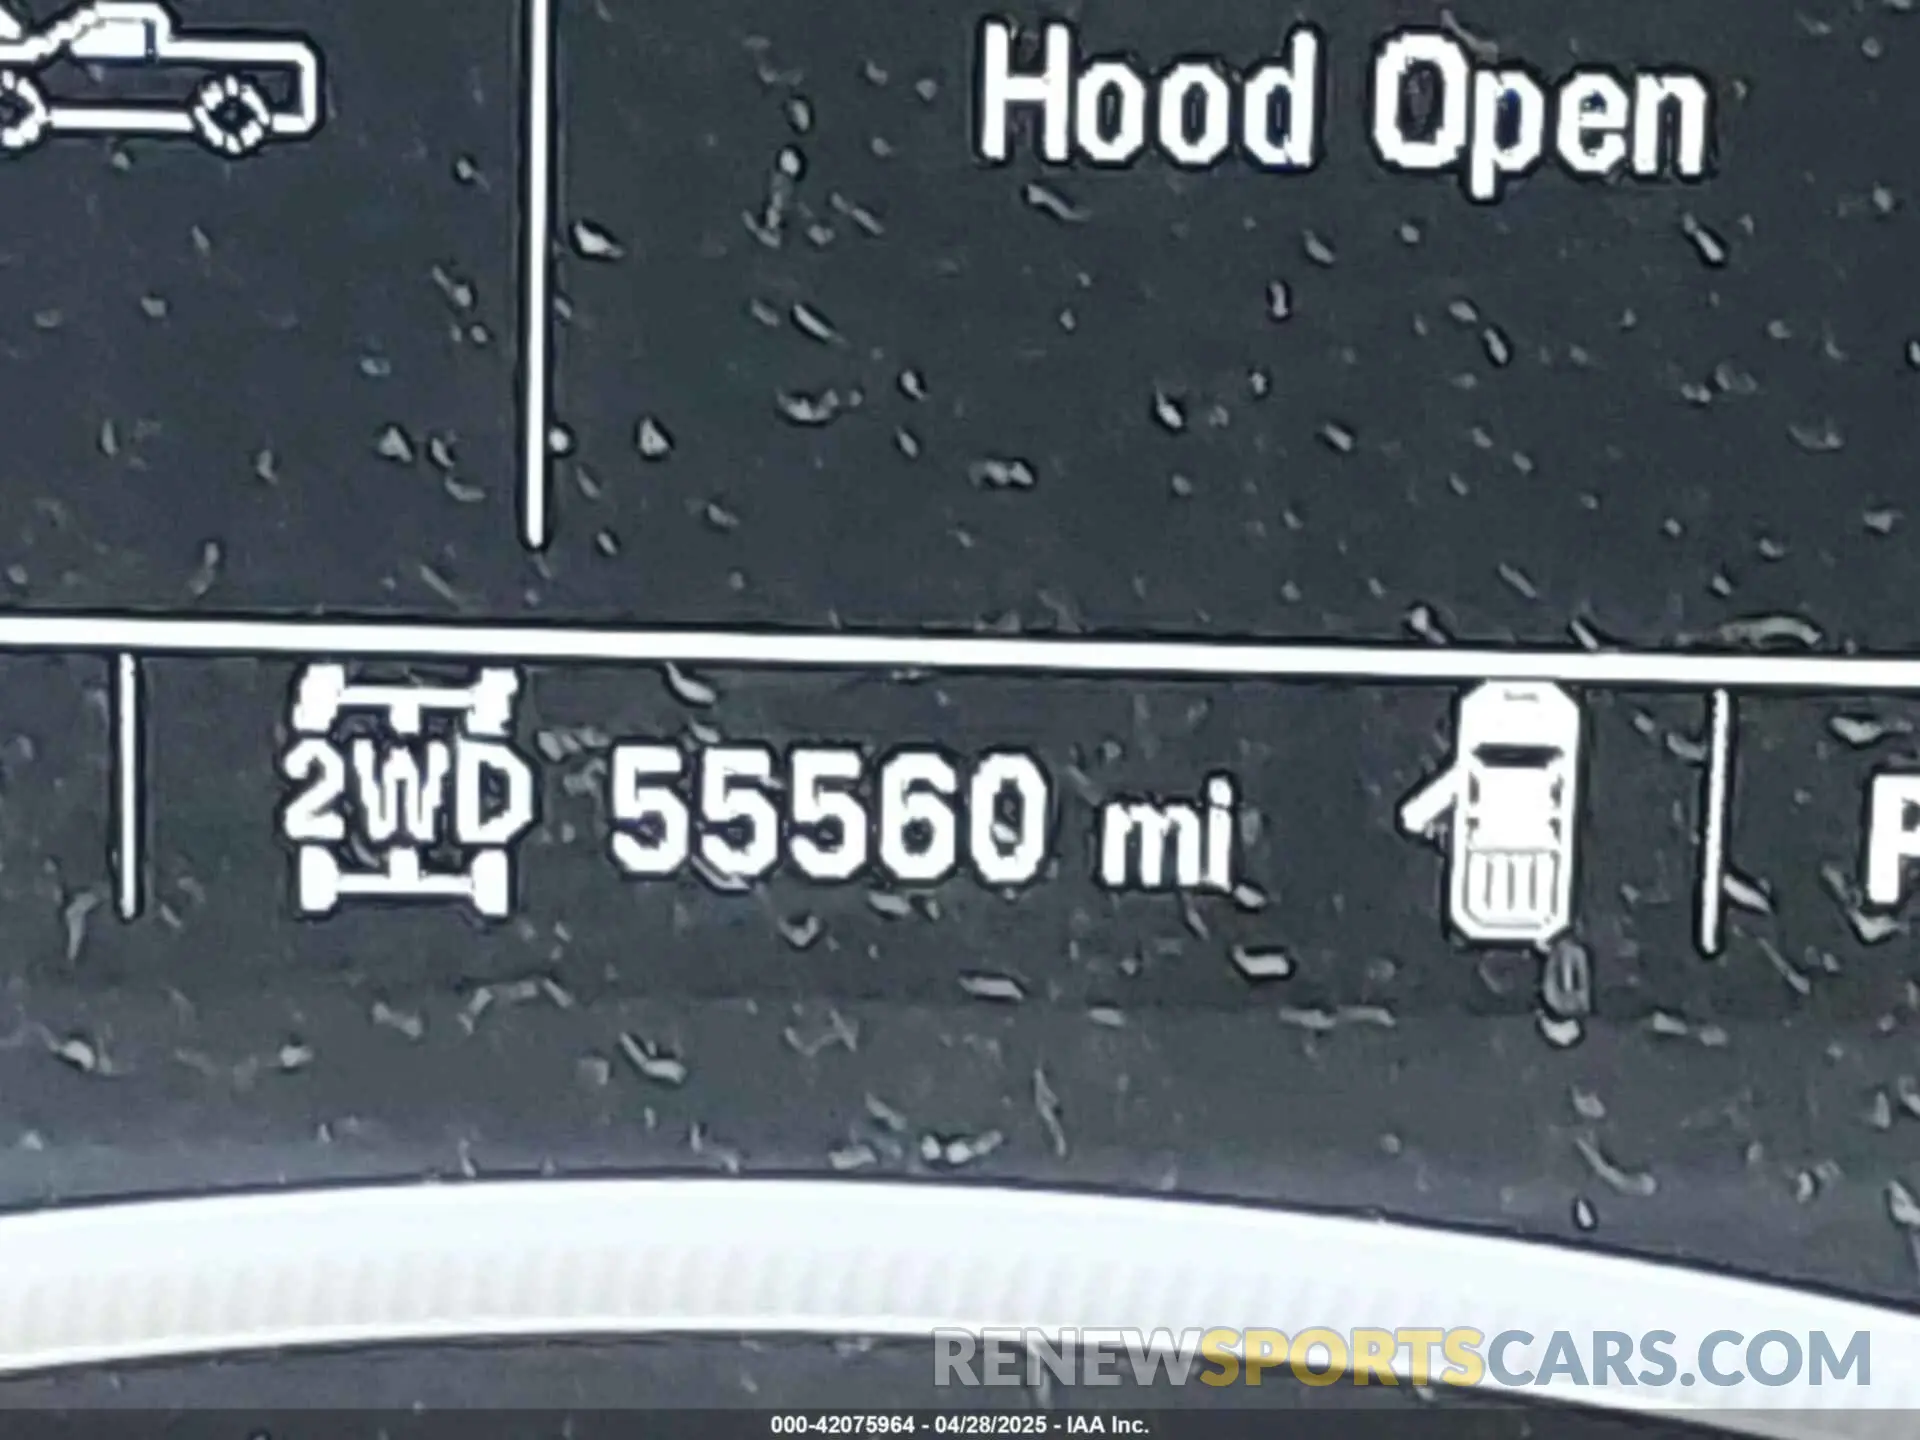 Hood Open
2WD 55560 mi
RENEWSPORTSCARS.COM
000-42075964 - 04/28/2025 - IAA Inc.